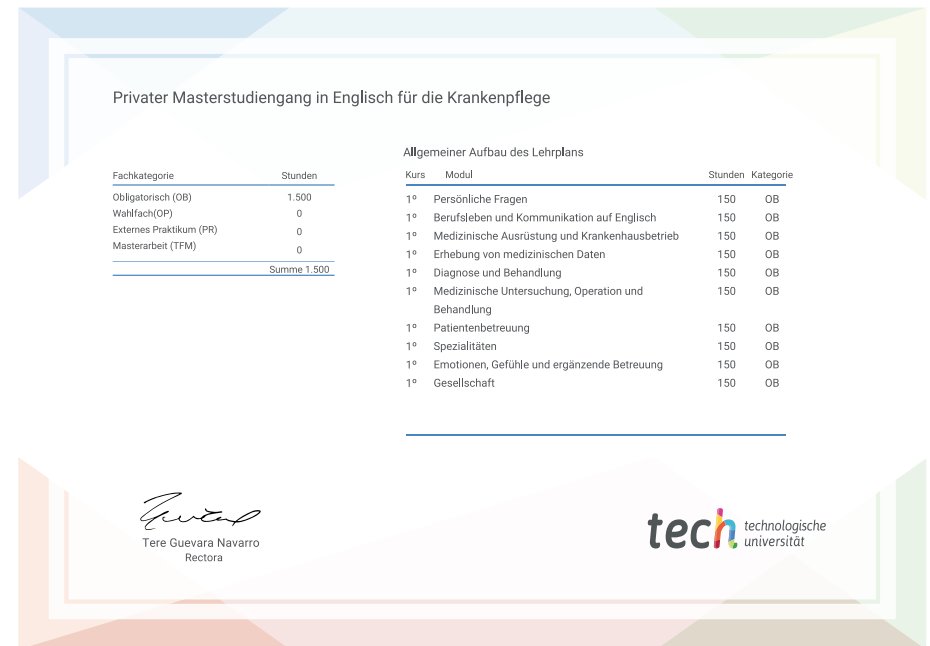 Privater Masterstudiengang in Englisch für die Krankenpflege
Fachkategorie Stunden
Obligatorisch (OB) 1.500
Wahlfach(OP) 0
Externes Praktikum (PR) 0
Masterarbeit (TFM) 0
Summe 1.500
Allgemeiner Aufbau des Lehrplans
Kurs Modul Stunden Kategorie
1º Persönliche Fragen 150 OB
1º Berufsleben und Kommunikation auf Englisch 150 OB
1º Medizinische Ausrüstung und Krankenhausbetrieb 150 OB
1º Erhebung von medizinischen Daten 150 OB
1º Diagnose und Behandlung 150 OB
1º Medizinische Untersuchung, Operation und 150 OB
Behandlung
1º Patientenbetreuung 150 OB
1º Spezialitäten 150 OB
1º Emotionen, Gefühle und ergänzende Betreuung 150 OB
1º Gesellschaft 150 OB
Tere Guevara Navarro
Rectora
tech technologische
universität